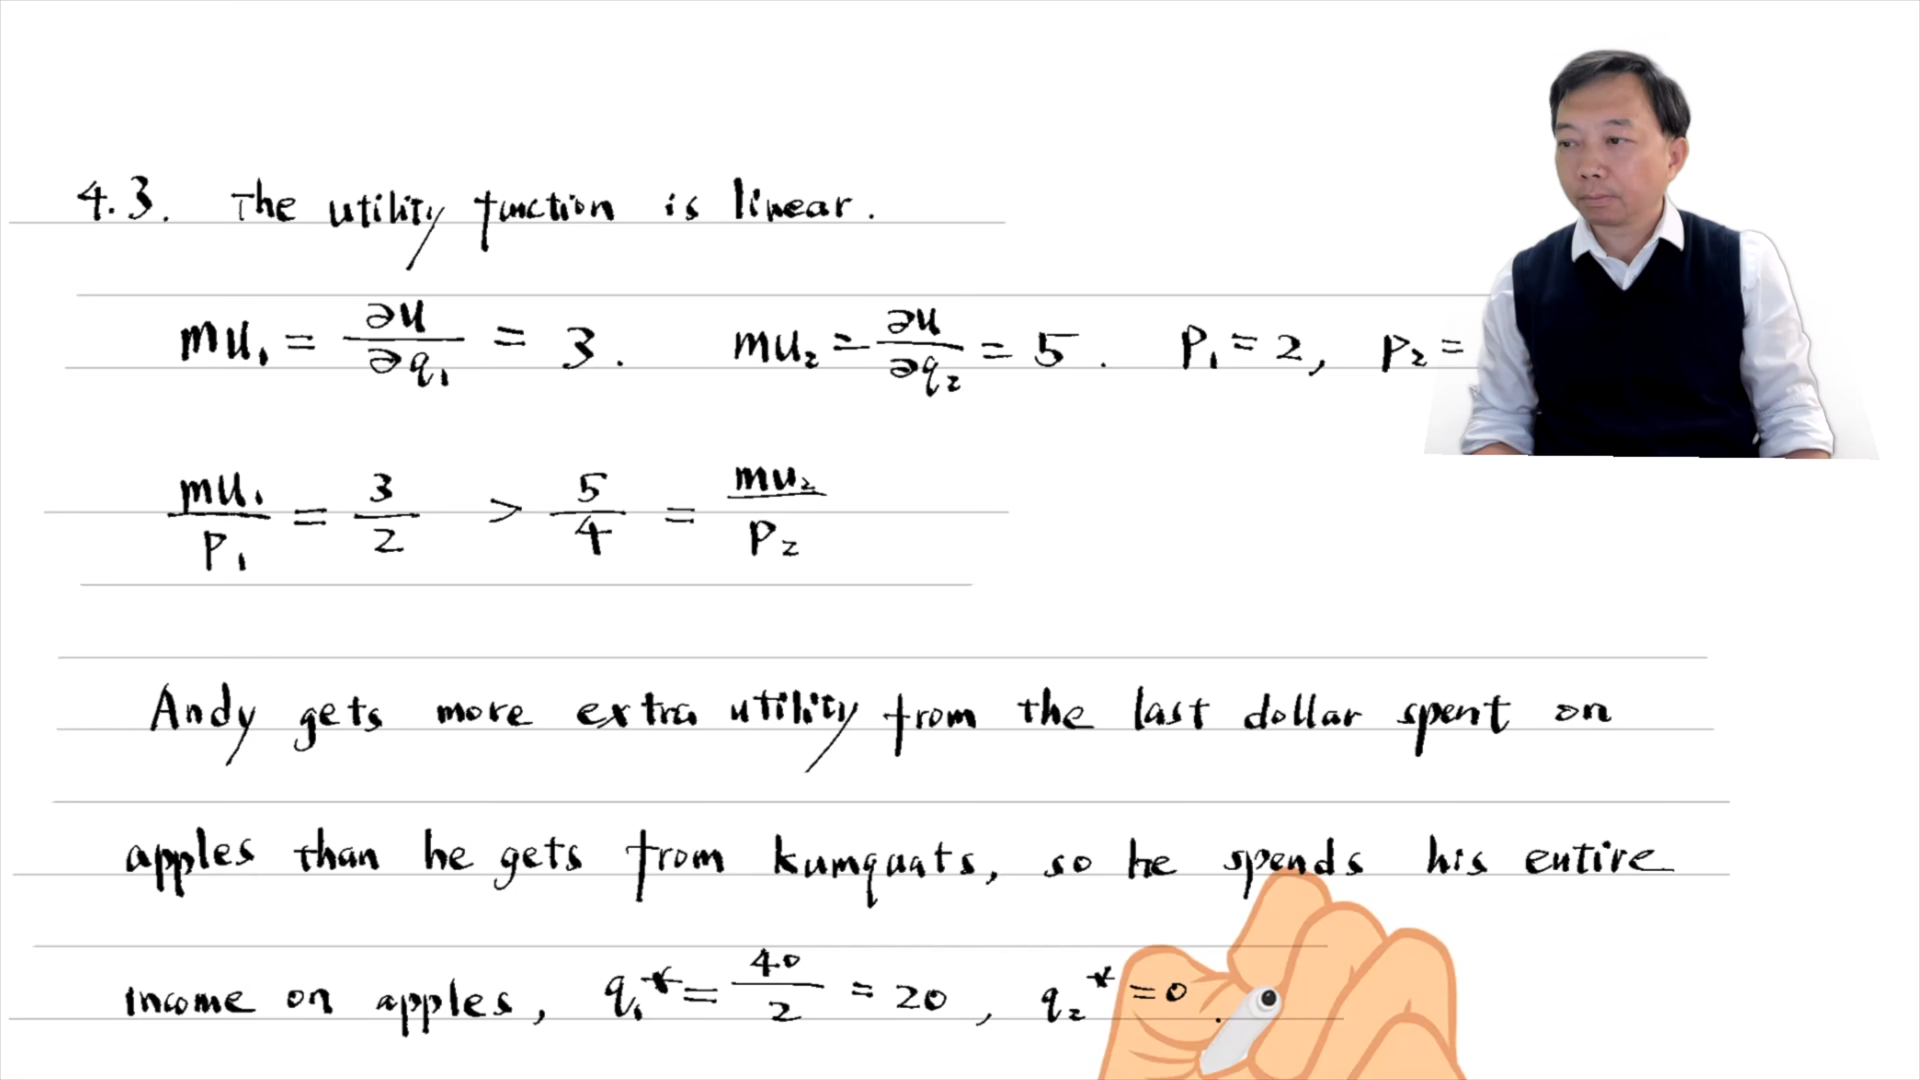 4.3. The utility function is linear.
mu₁ = ∂u/∂q₁ = 3. mu₂ = ∂u/∂q₂ = 5. P₁ = 2, P₂ =
mu₁/P₁ = 3/2 > 5/4 = mu₂/P₂
Andy gets more extra utility from the last dollar spent on
apples than he gets from kumquats, so he spends his entire
income on apples, q₁* = 40/2 = 20, q₂* = 0.